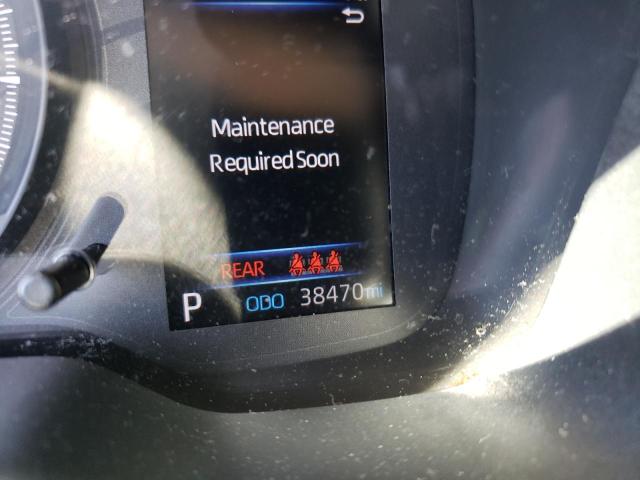 Maintenance
Required Soon
REAR
P ODO 38470mi